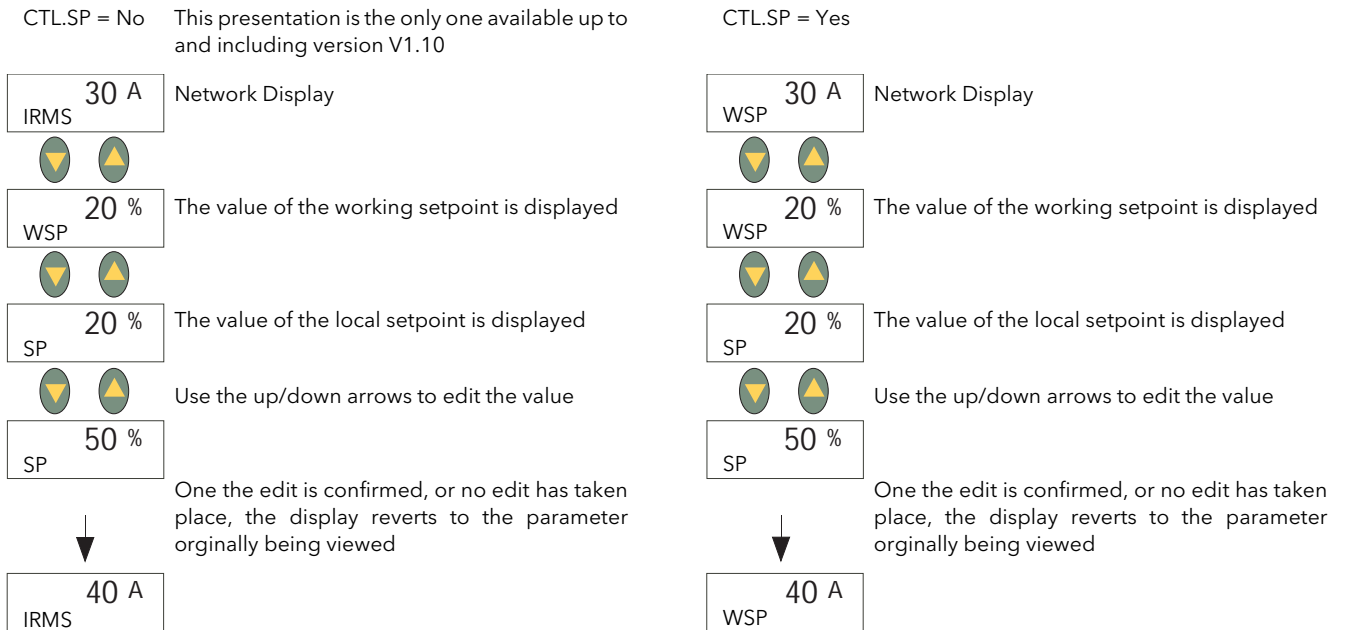 CTL.SP = No
This presentation is the only one available up to
and including version V1.10
30 A
IRMS
Network Display
20 %
WSP
The value of the working setpoint is displayed
20 %
SP
The value of the local setpoint is displayed
Use the up/down arrows to edit the value
50 %
SP
One the edit is confirmed, or no edit has taken
place, the display reverts to the parameter
orginally being viewed
40 A
IRMS
CTL.SP = Yes
30 A
WSP
Network Display
20 %
WSP
The value of the working setpoint is displayed
20 %
SP
The value of the local setpoint is displayed
Use the up/down arrows to edit the value
50 %
SP
One the edit is confirmed, or no edit has taken
place, the display reverts to the parameter
orginally being viewed
40 A
WSP